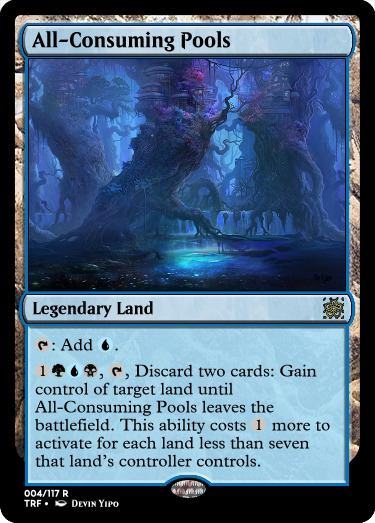 All-Consuming Pools
Legendary Land
: Add .
1 , , Discard two cards: Gain
control of target land until
All-Consuming Pools leaves the
battlefield. This ability costs 1 more to
activate for each land less than seven
that land's controller controls.
004/117 R
TRF • Devin Yipo